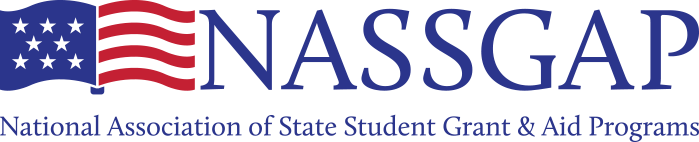 NASSGAP
National Association of State Student Grant & Aid Programs